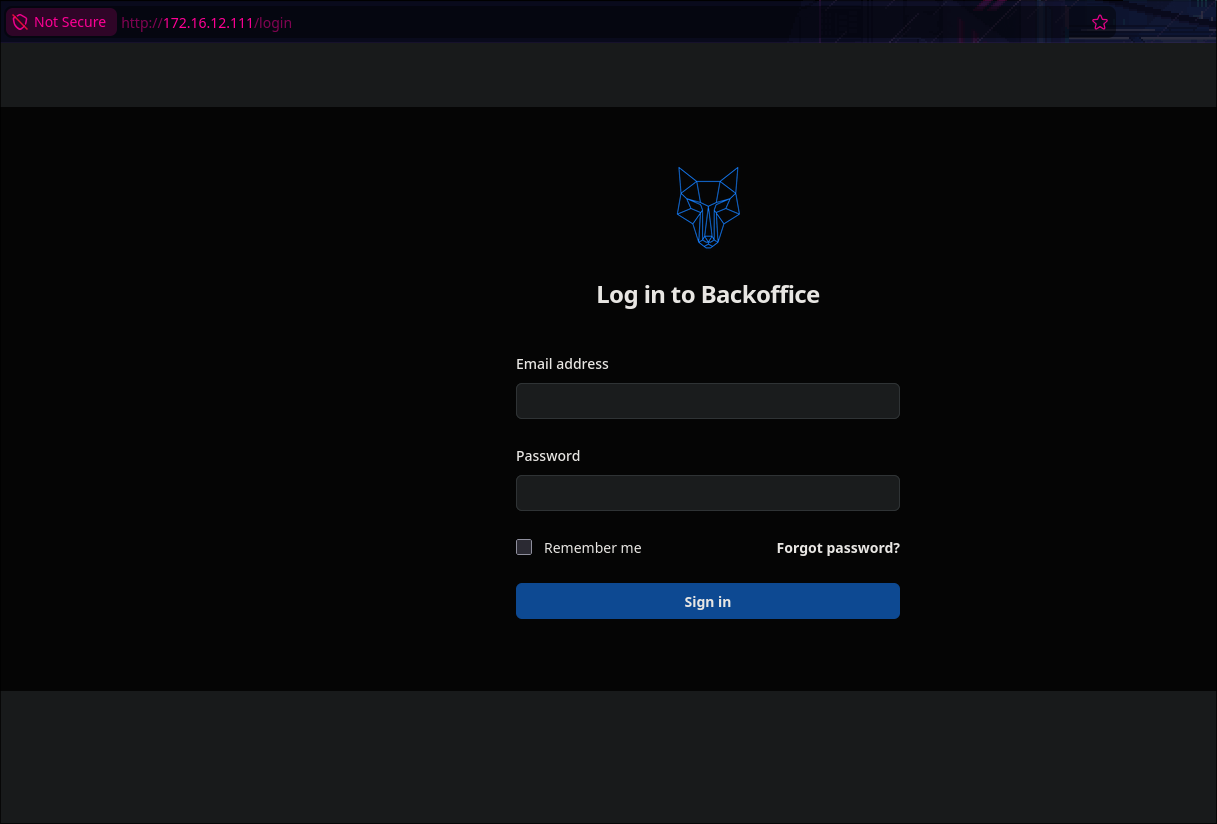 Not Secure http://172.16.12.111/login
Log in to Backoffice
Email address
Password
Remember me Forgot password?
Sign in